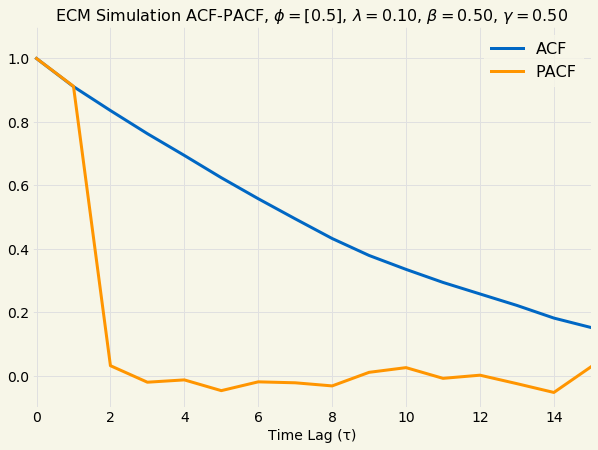 ECM Simulation ACF-PACF, ϕ = [0.5], λ = 0.10, β = 0.50, γ = 0.50
ACF
PACF
1.0
0.8
0.6
0.4
0.2
0.0
0 2 4 6 8 10 12 14
Time Lag (τ)